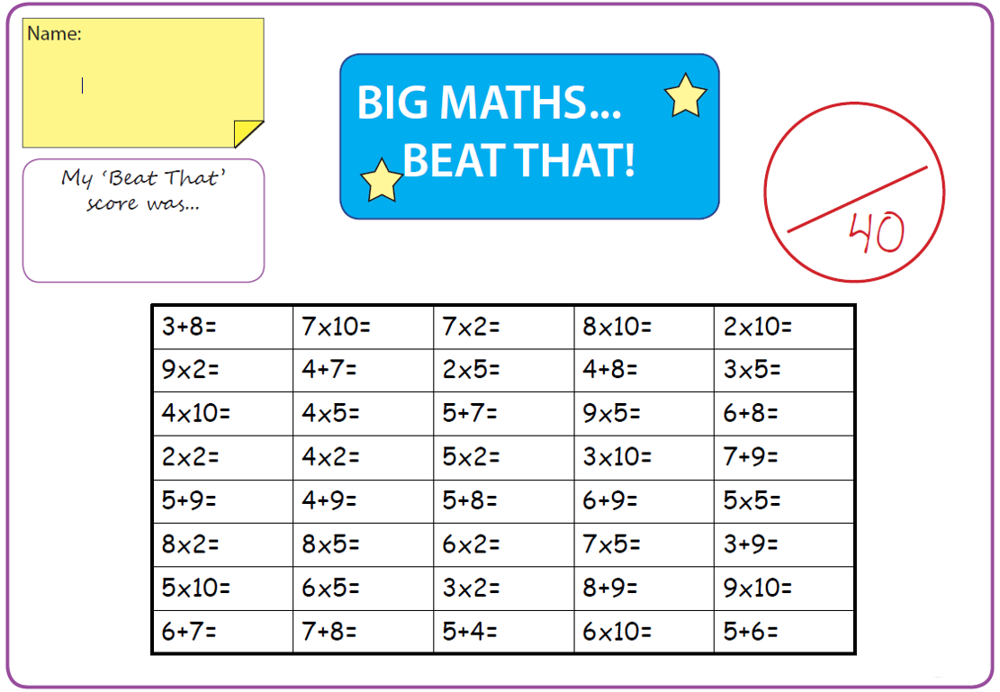 Name:
BIG MATHS...
BEAT THAT!
My ‘Beat That’
score was...
40
3+8= 7x10= 7x2= 8x10= 2x10=
9x2= 4+7= 2x5= 4+8= 3x5=
4x10= 4x5= 5+7= 9x5= 6+8=
2x2= 4x2= 5x2= 3x10= 7+9=
5+9= 4+9= 5+8= 6+9= 5x5=
8x2= 8x5= 6x2= 7x5= 3+9=
5x10= 6x5= 3x2= 8+9= 9x10=
6+7= 7+8= 5+4= 6x10= 5+6=